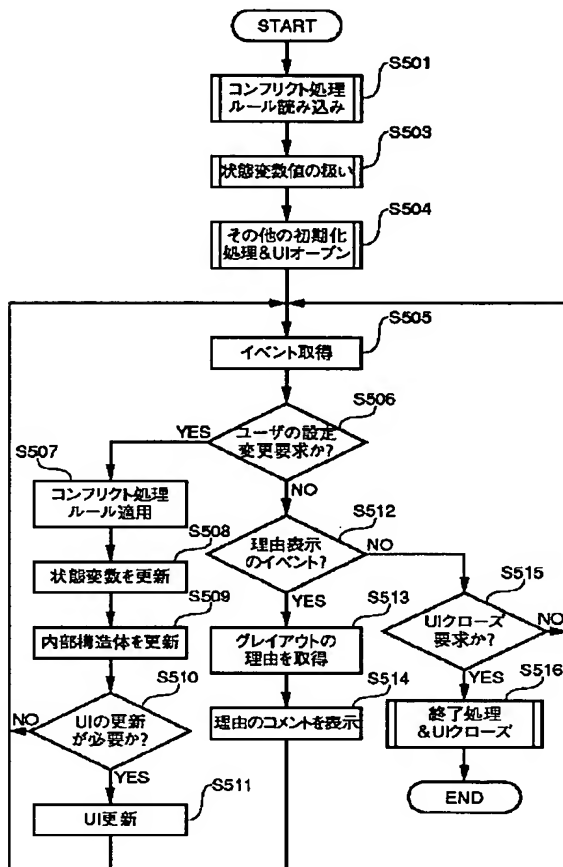 START
S501
コンフリクト処理
ルール読み込み
S503
状態変数値の扱い
S504
その他の初期化
処理&UIオープン
S505
イベント取得
S506
ユーザの設定
変更要求か?
YES
NO
S507
コンフリクト処理
ルール適用
S508
状態変数を更新
S509
内部構造体を更新
S510
UIの更新
が必要か?
NO
YES
S511
UI更新
S512
理由表示
のイベント?
NO
YES
S513
グレイアウトの
理由を取得
S514
理由のコメントを表示
S515
UIクローズ
要求か?
NO
YES
S516
終了処理
&UIクローズ
END